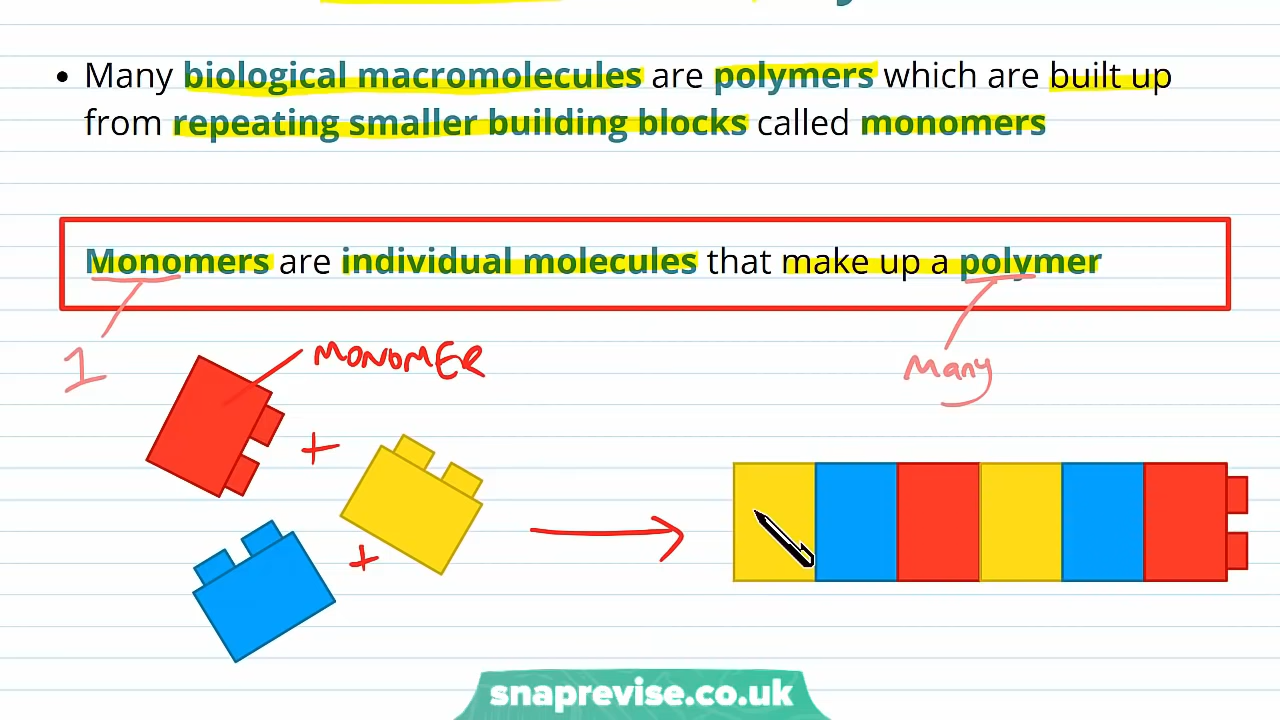 • Many biological macromolecules are polymers which are built up
from repeating smaller building blocks called monomers
Monomers are individual molecules that make up a polymer
1
Many
MONOMER
+
+
snaprevise.co.uk